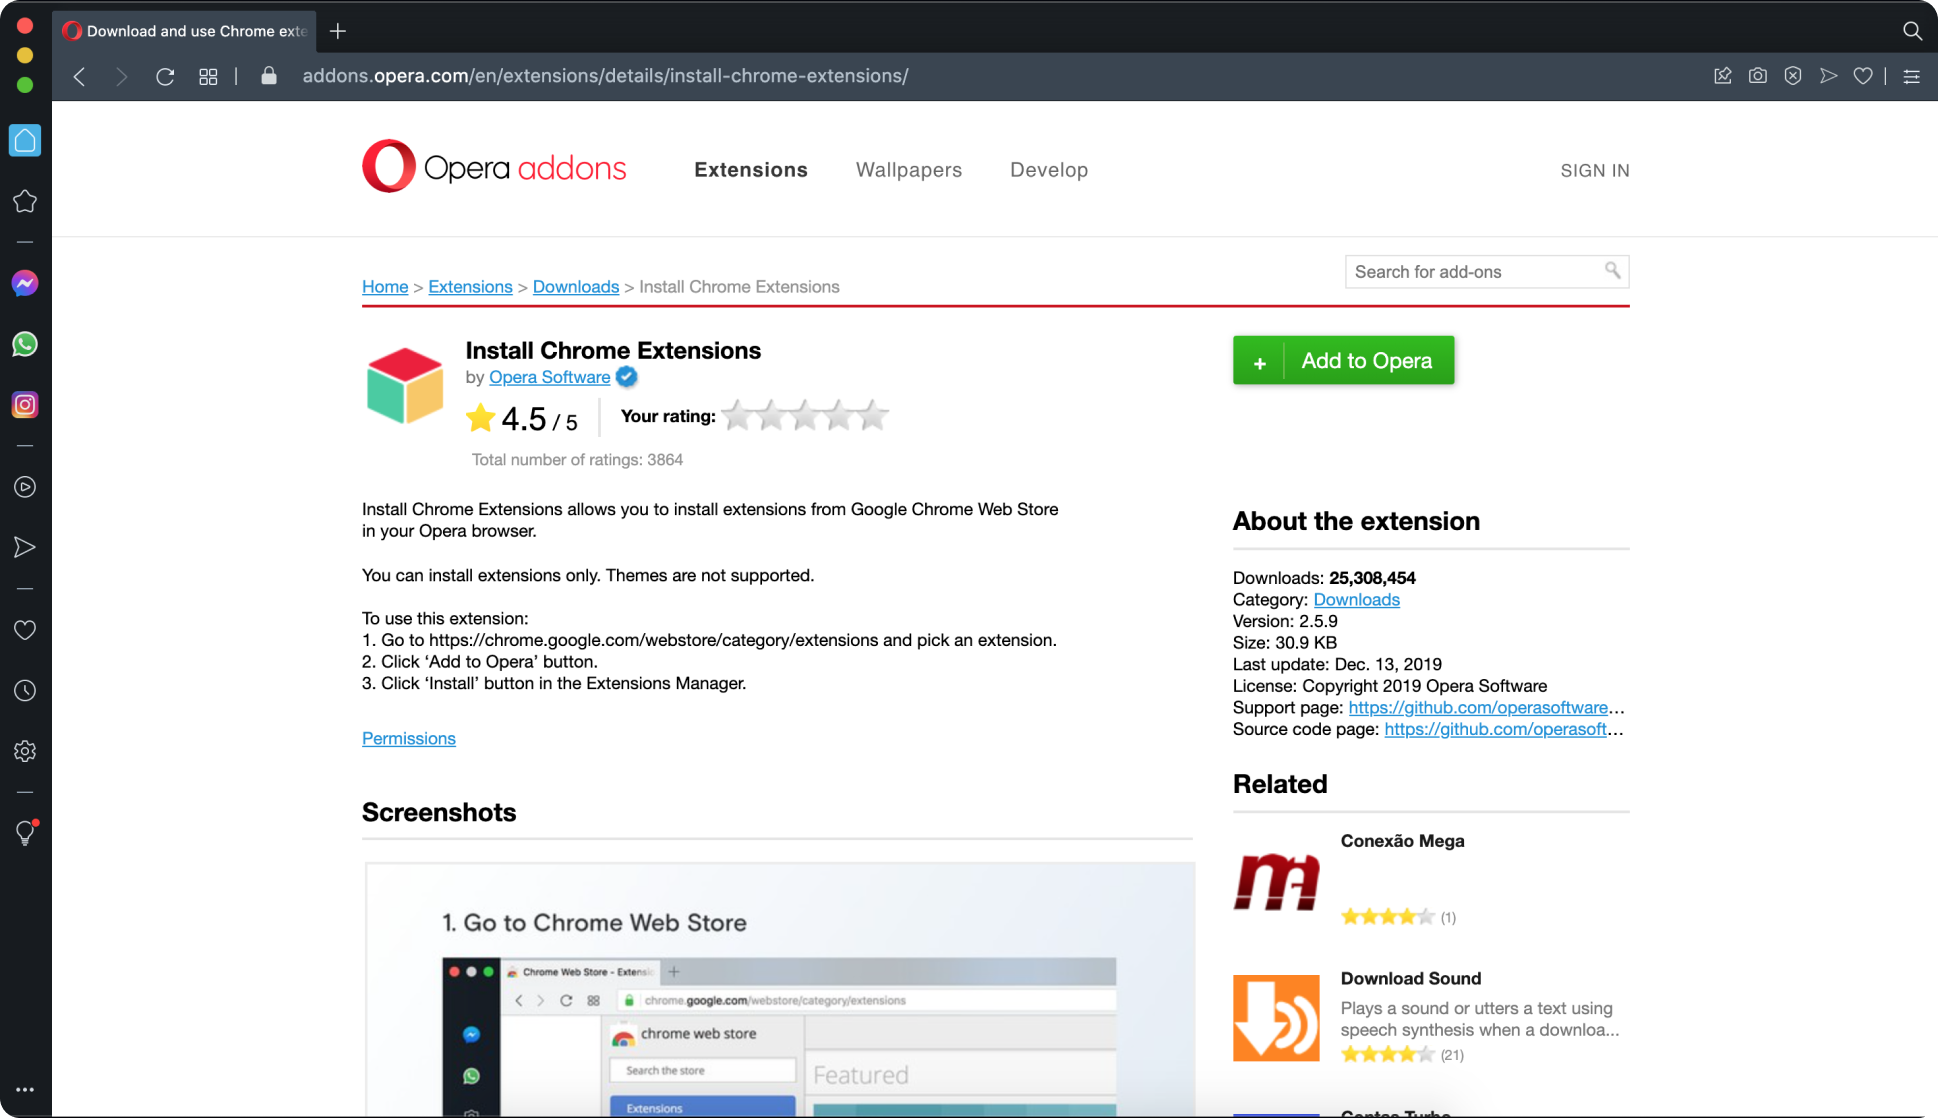 Download and use Chrome exte
addons.opera.com/en/extensions/details/install-chrome-extensions/
Opera addons
Extensions
Wallpapers
Develop
SIGN IN
Search for add-ons
Home > Extensions > Downloads > Install Chrome Extensions
Install Chrome Extensions
by Opera Software
4.5 / 5
Your rating:
Total number of ratings: 3864
+ Add to Opera
Install Chrome Extensions allows you to install extensions from Google Chrome Web Store
in your Opera browser.
You can install extensions only. Themes are not supported.
To use this extension:
1. Go to https://chrome.google.com/webstore/category/extensions and pick an extension.
2. Click ‘Add to Opera’ button.
3. Click ‘Install’ button in the Extensions Manager.
Permissions
Screenshots
1. Go to Chrome Web Store
Chrome Web Store - Extensi
chrome.google.com/webstore/category/extensions
chrome web store
Search the store
Featured
Extensions
About the extension
Downloads: 25,308,454
Category: Downloads
Version: 2.5.9
Size: 30.9 KB
Last update: Dec. 13, 2019
License: Copyright 2019 Opera Software
Support page: https://github.com/operasoftware...
Source code page: https://github.com/operasoft...
Related
Conexão Mega
(1)
Download Sound
Plays a sound or utters a text using
speech synthesis when a downloa...
(21)